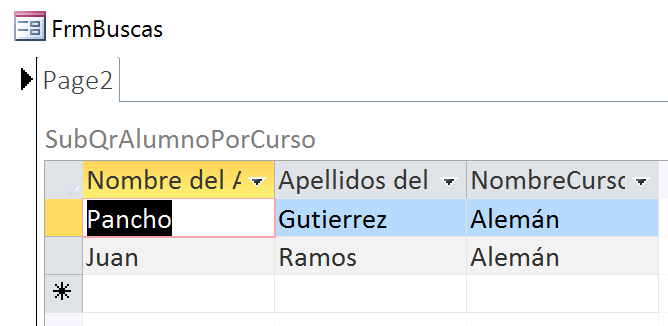 FrmBuscas
Page2
SubQrAlumnoPorCurso
Nombre del A Apellidos del NombreCurso
Pancho Gutierrez Alemán
Juan Ramos Alemán